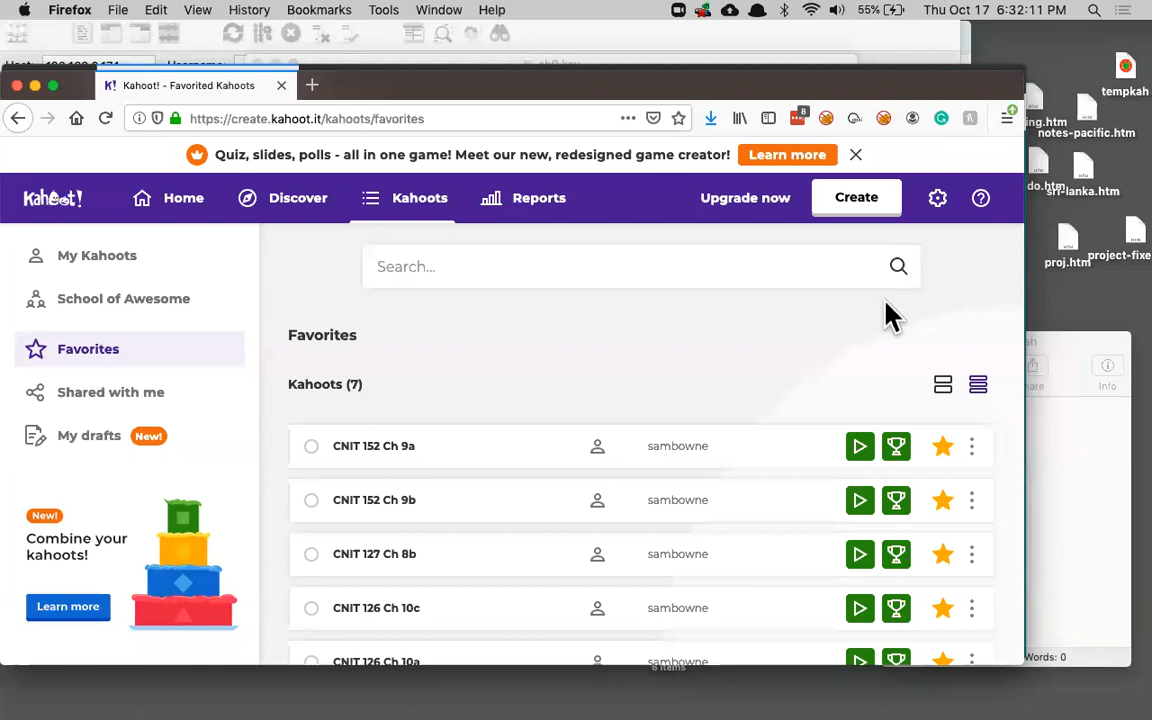 Firefox File Edit View History Bookmarks Tools Window Help 55% Thu Oct 17 6:32:11 PM
K! Kahoot! - Favorited Kahoots
https://create.kahoot.it/kahoots/favorites
8
Quiz, slides, polls - all in one game! Meet our new, redesigned game creator! Learn more
Kahoot! Home Discover Kahoots Reports Upgrade now Create
My Kahoots
School of Awesome
Favorites
Shared with me
My drafts New!
New!
Combine your
kahoots!
Learn more
Search...
Favorites
Kahoots (7)
CNIT 152 Ch 9a sambowne
CNIT 152 Ch 9b sambowne
CNIT 127 Ch 8b sambowne
CNIT 126 Ch 10c sambowne
CNIT 126 Ch 10a sambowne
tempkah
ing.htm
notes-pacific.htm
do.htm
sri-lanka.htm
proj.htm
project-fixe
Info
Words: 0